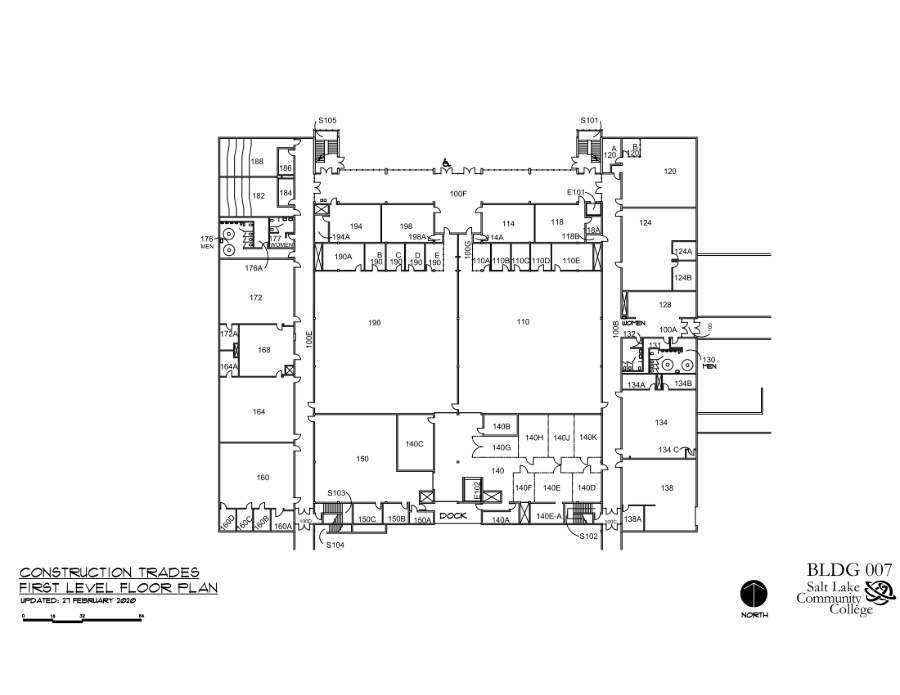 S105
S101
188
186
A
120
B
120
120
182
184
100F
E101
194
198
114
118
124
176
MEN
177
WOMEN
194A
198A
114A
118B
118A
100G
176A
190A
B
190
C
190
D
190
E
190
110A
110B
110C
110D
110E
124A
124B
172
128
190
110
WOMEN
100A
100
172A
168
100E
100B
132
131
130
MEN
164A
134A
134B
164
134
140B
140H
140J
140K
140C
140G
134 C
150
140
160
138
E102
140F
140E
140D
S103
160D
160C
160B
160A
100D
150C
150B
150A
DOCK
140A
140E-A
100C
138A
S104
S102
CONSTRUCTION TRADES
FIRST LEVEL FLOOR PLAN
UPDATED: 27 FEBRUARY 2020
0 16 32 64
NORTH
BLDG 007
Salt Lake
Community
College